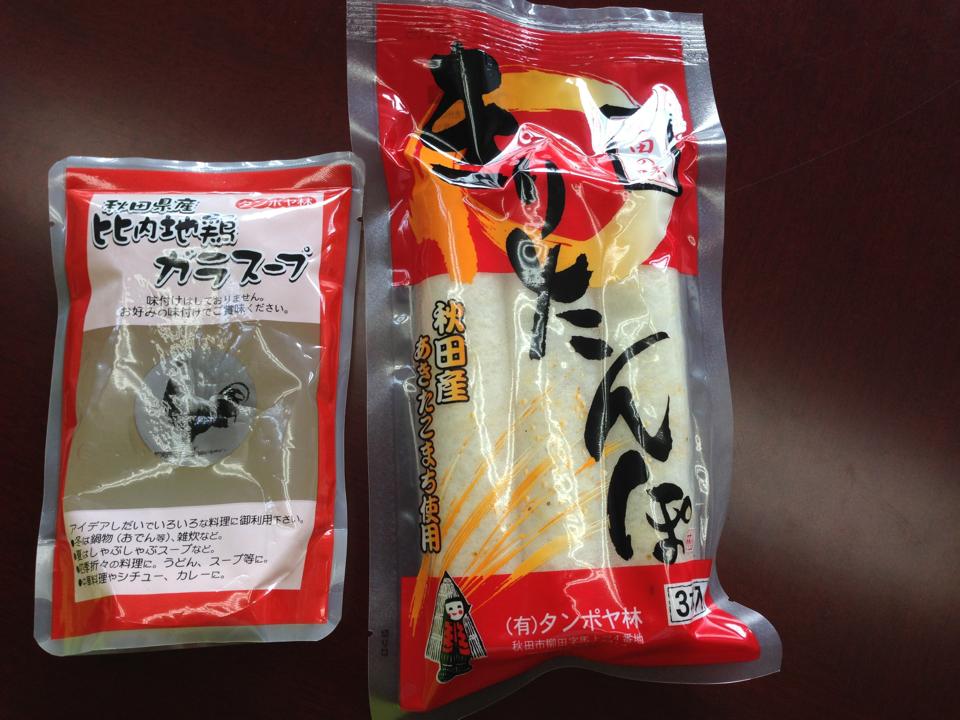 秋田県産
タンポヤ林
比内地鶏
ガラスープ
味付けはしておりません。
お好みの味付けでご賞味ください。
アイデアしだいでいろいろな料理に御利用下さい。
●冬は鍋物(おでん等)、雑炊など。
●夏はしゃぶしゃぶスープなど。
●四季折々の料理に。うどん、スープ等に。
●中華料理やシチュー、カレーに。
きりたんぽ
秋田産
あきたこまち使用
3本入
(有)タンポヤ林